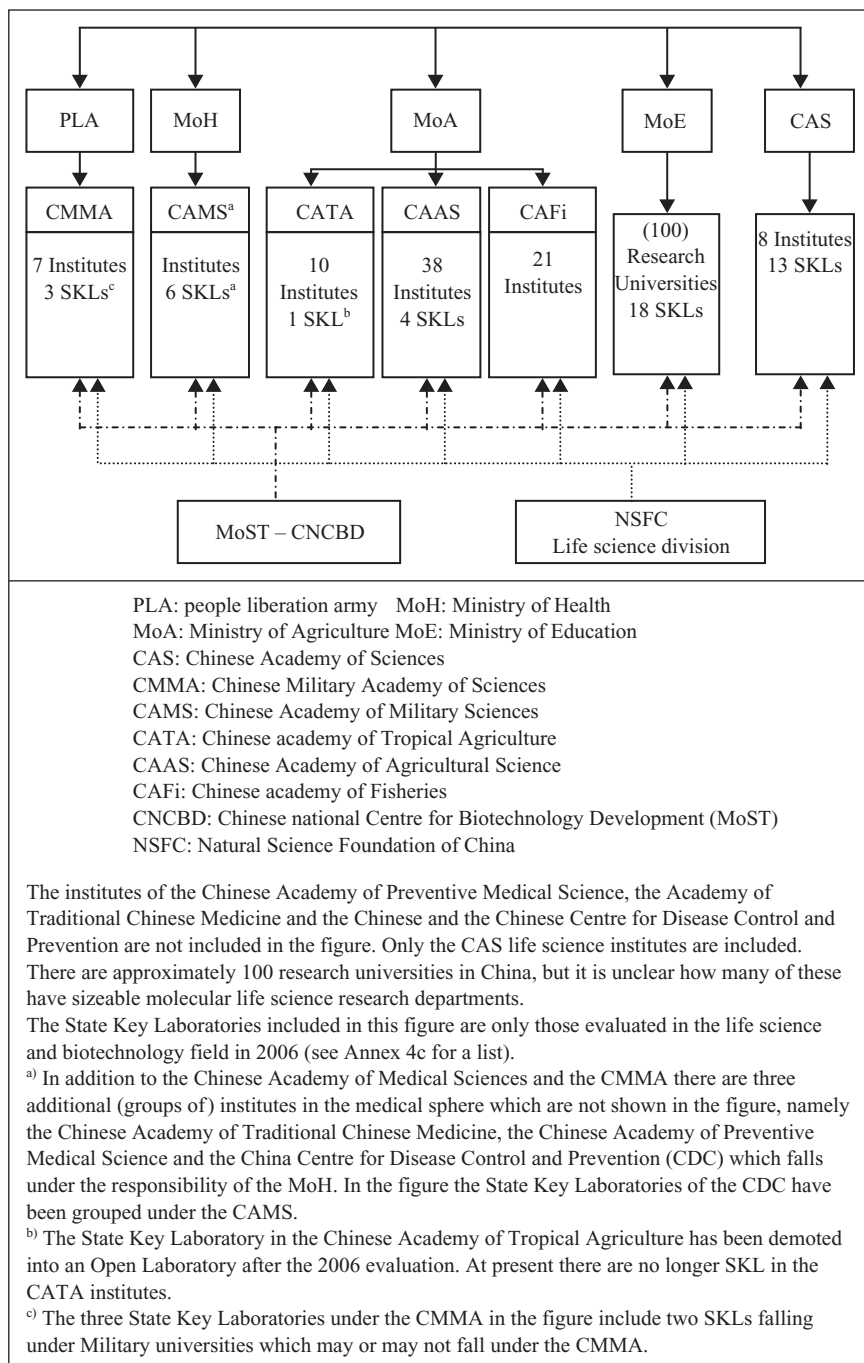 PLA MoH MoA MoE CAS
CMMA CAMSa CATA CAAS CAFi
7 Institutes
3 SKLsc
Institutes
6 SKLsa
10
Institutes
1 SKLb
38
Institutes
4 SKLs
21
Institutes
(100)
Research
Universities
18 SKLs
8 Institutes
13 SKLs
MoST – CNCBD
NSFC
Life science division
PLA: people liberation army MoH: Ministry of Health
MoA: Ministry of Agriculture MoE: Ministry of Education
CAS: Chinese Academy of Sciences
CMMA: Chinese Military Academy of Sciences
CAMS: Chinese Academy of Military Sciences
CATA: Chinese academy of Tropical Agriculture
CAAS: Chinese Academy of Agricultural Science
CAFi: Chinese academy of Fisheries
CNCBD: Chinese national Centre for Biotechnology Development (MoST)
NSFC: Natural Science Foundation of China
The institutes of the Chinese Academy of Preventive Medical Science, the Academy of
Traditional Chinese Medicine and the Chinese and the Chinese Centre for Disease Control and
Prevention are not included in the figure. Only the CAS life science institutes are included.
There are approximately 100 research universities in China, but it is unclear how many of these
have sizeable molecular life science research departments.
The State Key Laboratories included in this figure are only those evaluated in the life science
and biotechnology field in 2006 (see Annex 4c for a list).
a) In addition to the Chinese Academy of Medical Sciences and the CMMA there are three
additional (groups of) institutes in the medical sphere which are not shown in the figure, namely
the Chinese Academy of Traditional Chinese Medicine, the Chinese Academy of Preventive
Medical Science and the China Centre for Disease Control and Prevention (CDC) which falls
under the responsibility of the MoH. In the figure the State Key Laboratories of the CDC have
been grouped under the CAMS.
b) The State Key Laboratory in the Chinese Academy of Tropical Agriculture has been demoted
into an Open Laboratory after the 2006 evaluation. At present there are no longer SKL in the
CATA institutes.
c) The three State Key Laboratories under the CMMA in the figure include two SKLs falling
under Military universities which may or may not fall under the CMMA.